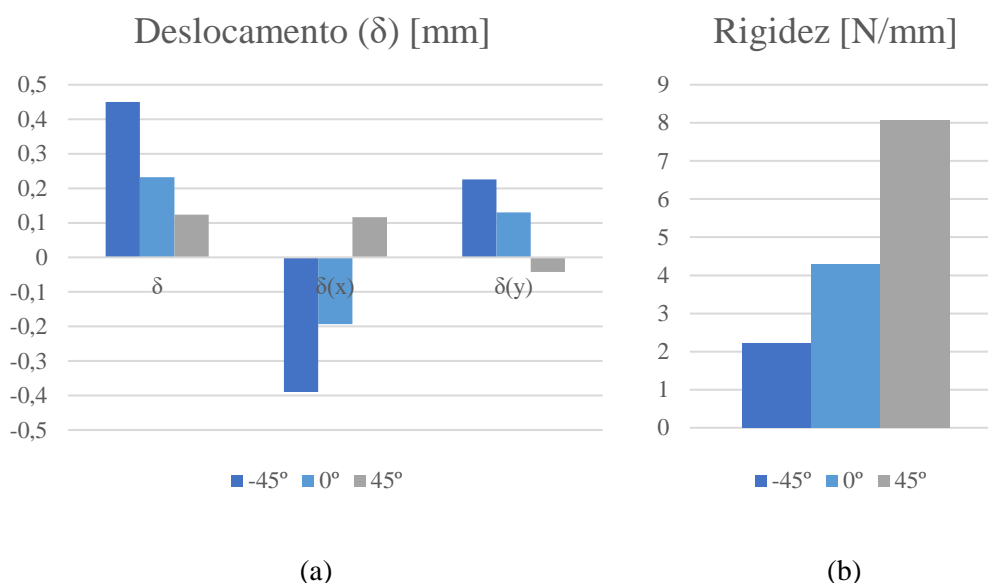 Deslocamento (δ) [mm]
0,5
0,4
0,3
0,2
0,1
0
-0,1
-0,2
-0,3
-0,4
-0,5
δ
δ(x)
δ(y)
-45º 0º 45º
(a)
Rigidez [N/mm]
9
8
7
6
5
4
3
2
1
0
-45º 0º 45º
(b)